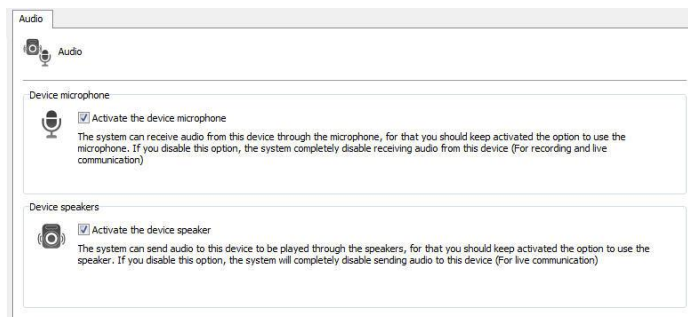 Audio
Audio
Device microphone
Activate the device microphone
The system can receive audio from this device through the microphone, for that you should keep activated the option to use the
microphone. If you disable this option, the system completely disable receiving audio from this device (For recording and live
communication)
Device speakers
Activate the device speaker
The system can send audio to this device to be played through the speakers, for that you should keep activated the option to use the
speaker. If you disable this option, the system will completely disable sending audio to this device (For live communication)